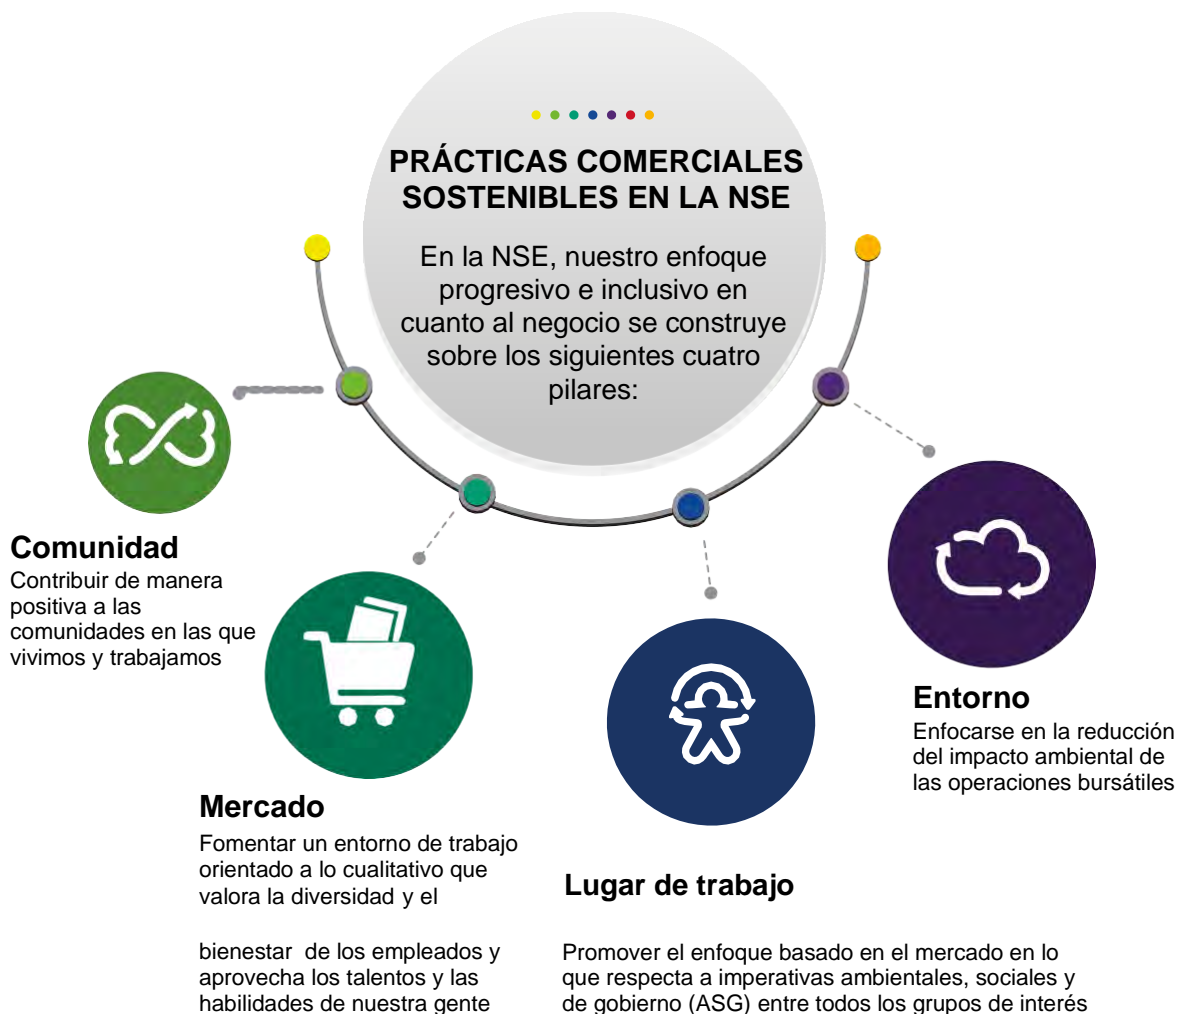 PRÁCTICAS COMERCIALES
SOSTENIBLES EN LA NSE
En la NSE, nuestro enfoque
progresivo e inclusivo en
cuanto al negocio se construye
sobre los siguientes cuatro
pilares:
Comunidad
Contribuir de manera
positiva a las
comunidades en las que
vivimos y trabajamos
Mercado
Fomentar un entorno de trabajo
orientado a lo cualitativo que
valora la diversidad y el
bienestar de los empleados y
aprovecha los talentos y las
habilidades de nuestra gente
Lugar de trabajo
Promover el enfoque basado en el mercado en lo
que respecta a imperativas ambientales, sociales y
de gobierno (ASG) entre todos los grupos de interés
Entorno
Enfocarse en la reducción
del impacto ambiental de
las operaciones bursátiles